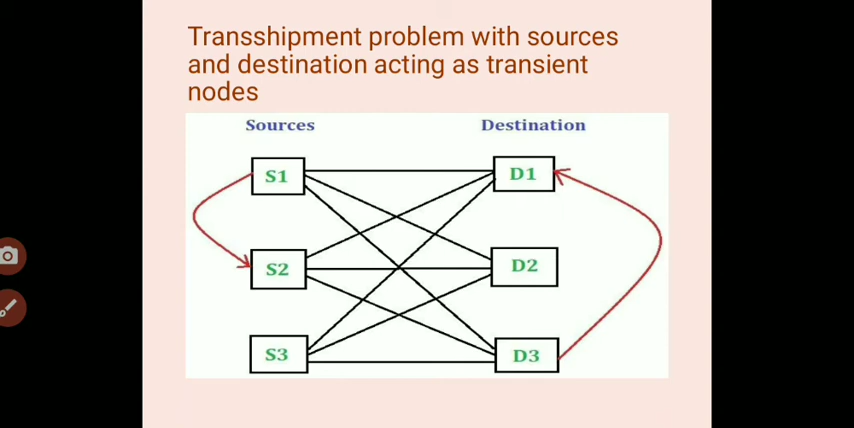 Transshipment problem with sources
and destination acting as transient
nodes
Sources Destination
S1 D1
S2 D2
S3 D3